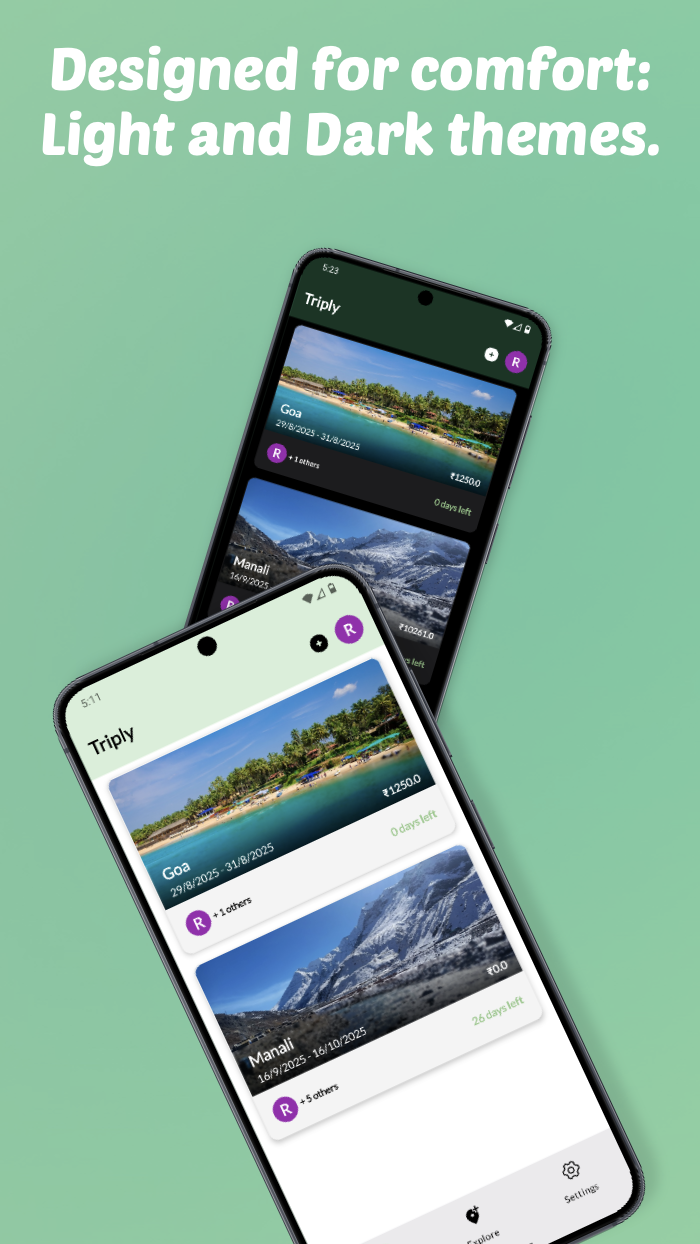 Designed for comfort:
Light and Dark themes.
5:23
Triply
R
Goa
29/8/2025 - 31/8/2025
₹1250.0
R + 1 others
0 days left
Manali
16/9/2025
₹10261.0
R
left
5:11
R
Triply
₹1250.0
Goa
29/8/2025 - 31/8/2025
0 days left
R + 1 others
₹0.0
Manali
16/9/2025 - 16/10/2025
26 days left
R + 5 others
Explore
Settings